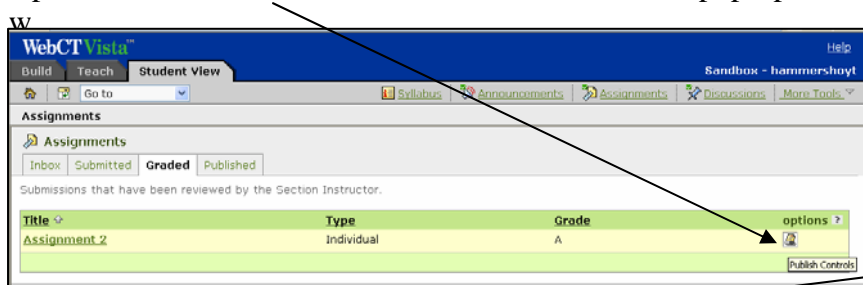 w
WebCT Vista™ Help
Build Teach Student View Sandbox - hammershoyt
Go to Syllabus Announcements Assignments Discussions More Tools
Assignments
Assignments
Inbox Submitted Graded Published
Submissions that have been reviewed by the Section Instructor.
Title Type Grade options ?
Assignment 2 Individual A
Publish Controls